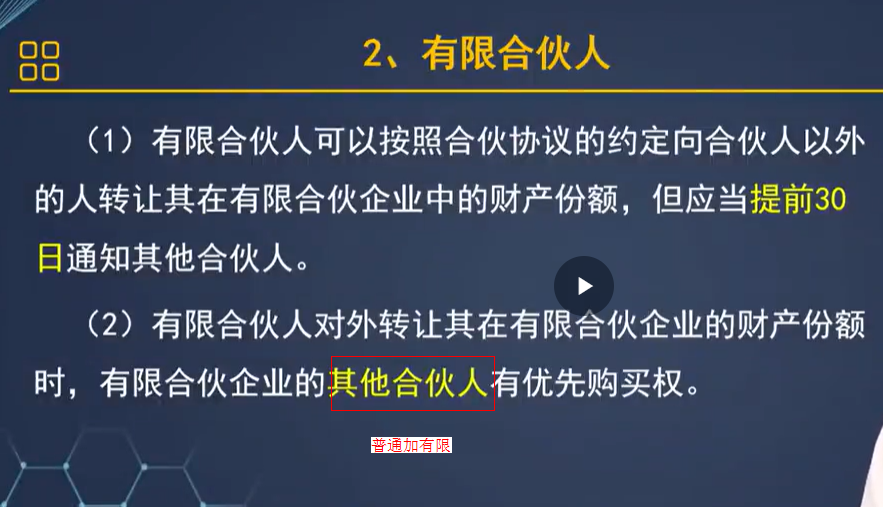 2、有限合伙人
（1）有限合伙人可以按照合伙协议的约定向合伙人以外
的人转让其在有限合伙企业中的财产份额，但应当提前30
日通知其他合伙人。
（2）有限合伙人对外转让其在有限合伙企业的财产份额
时，有限合伙企业的其他合伙人有优先购买权。
普通加有限